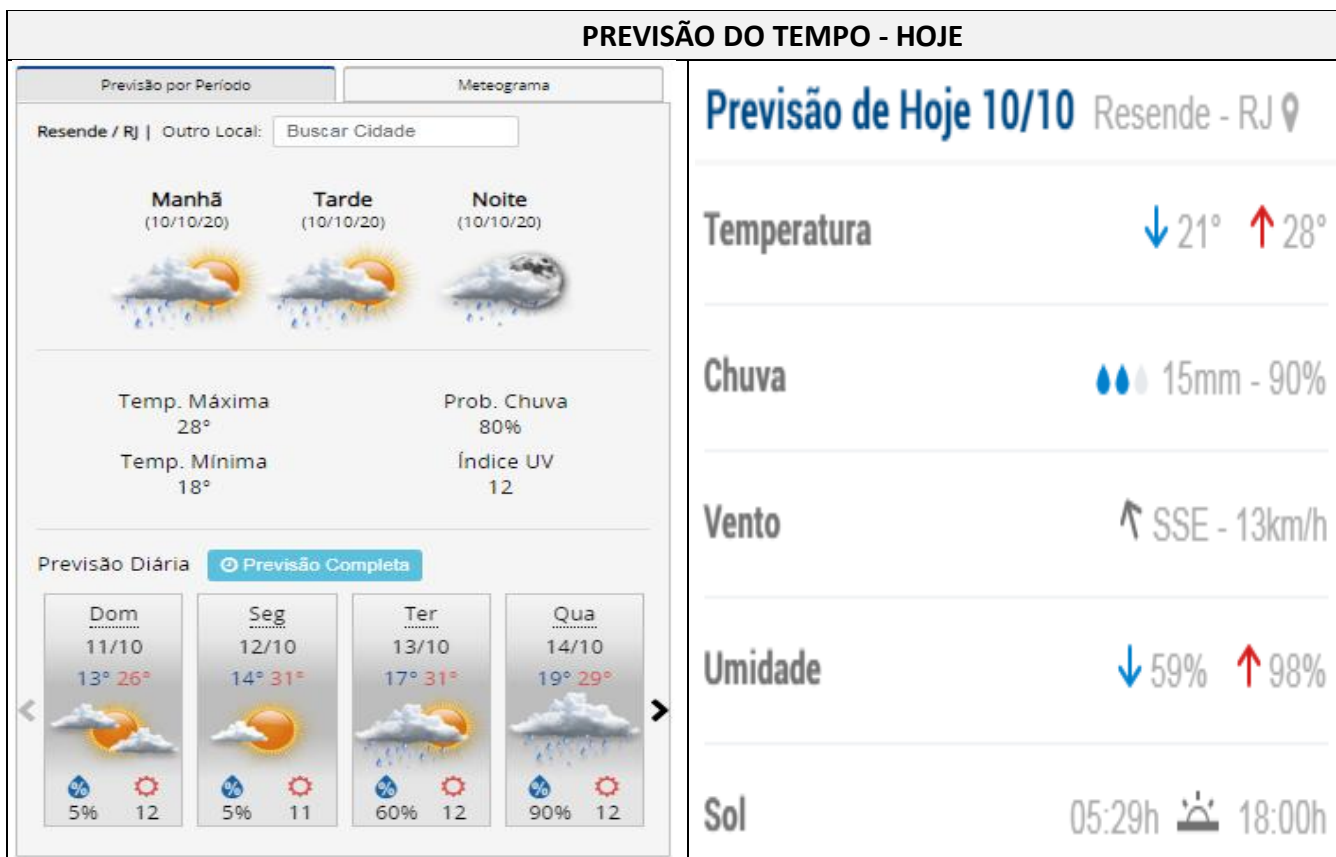 PREVISÃO DO TEMPO - HOJE
Previsão por Período
Meteograma
Resende / RJ | Outro Local: Buscar Cidade
Manhã Tarde Noite
(10/10/20) (10/10/20) (10/10/20)
Temp. Máxima Prob. Chuva
28° 80%
Temp. Mínima Índice UV
18° 12
Previsão Diária Previsão Completa
Dom Seg Ter Qua
11/10 12/10 13/10 14/10
13° 26° 14° 31° 17° 31° 19° 29°
% % % %
5% 12 5% 11 60% 12 90% 12
Previsão de Hoje 10/10 Resende - RJ
Temperatura 21° 28°
Chuva 15mm - 90%
Vento SSE - 13km/h
Umidade 59% 98%
Sol 05:29h 18:00h